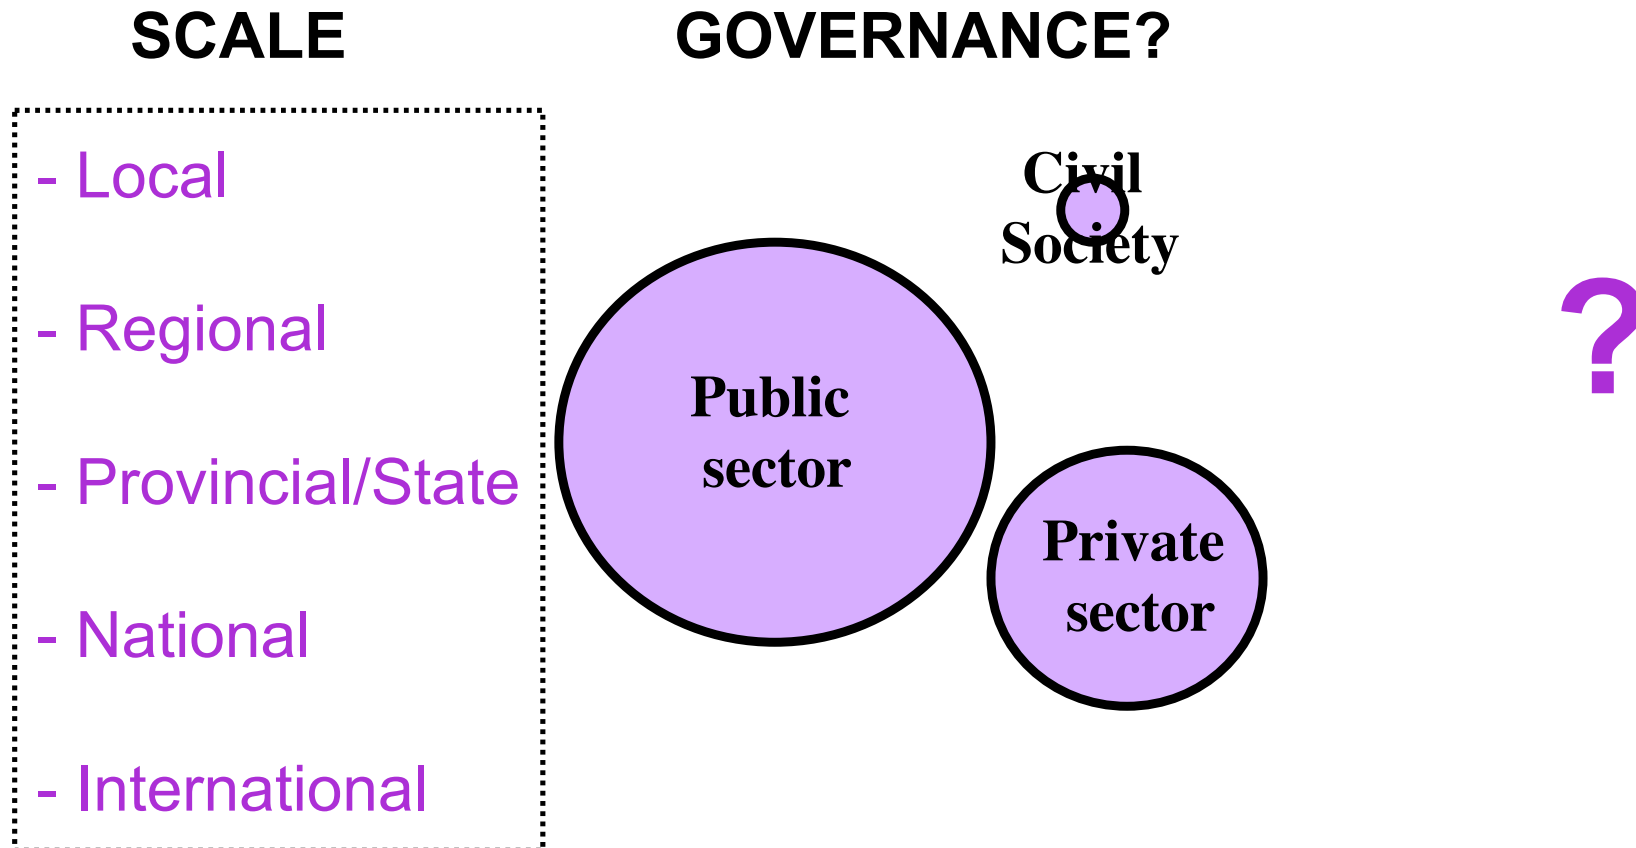 SCALE
GOVERNANCE?
- Local
- Regional
- Provincial/State
- National
- International
Civil
Society
Public
sector
Private
sector
?